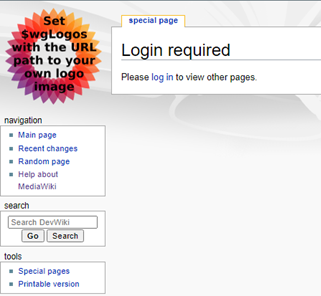 Set
$wgLogos
with the URL
path to your
own logo
image
special page
Login required
Please log in to view other pages.
navigation
Main page
Recent changes
Random page
Help about
MediaWiki
search
Search DevWiki
Go Search
tools
Special pages
Printable version